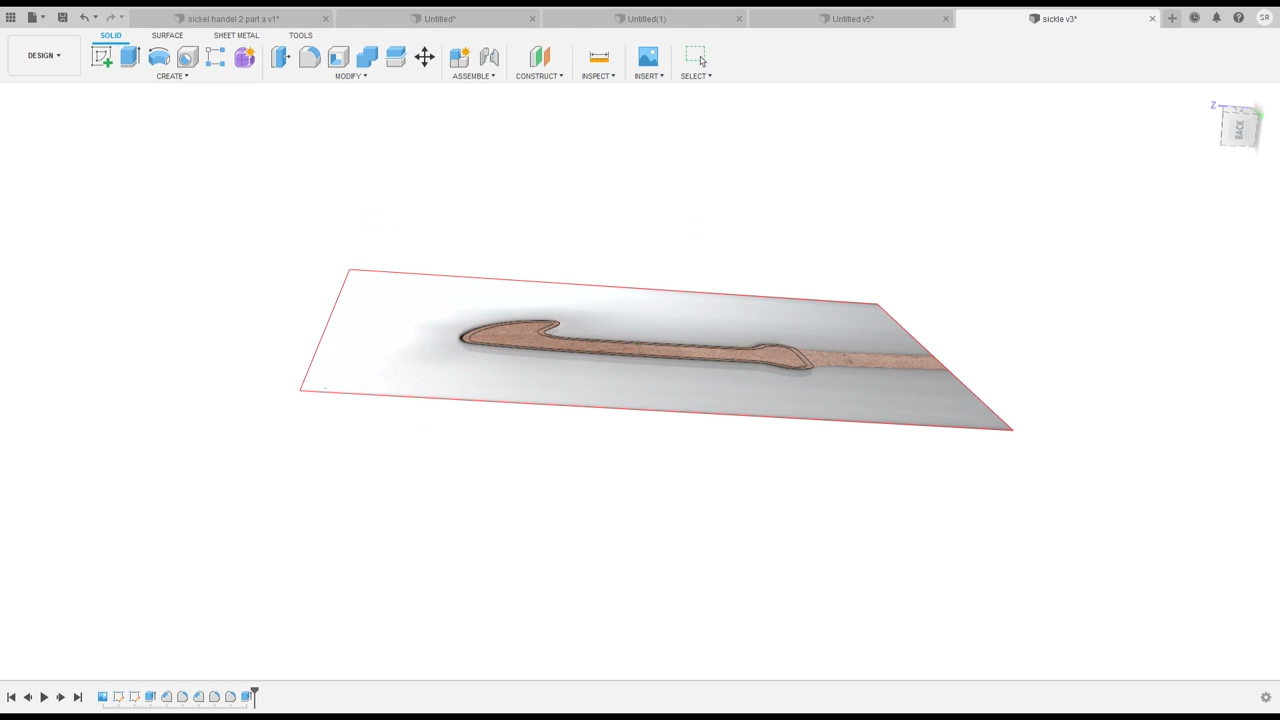 sickel handel 2 part a v1*
Untitled*
Untitled(1)
Untitled v5*
sickle v3*
SR
DESIGN
SOLID
SURFACE
SHEET METAL
TOOLS
CREATE
MODIFY
ASSEMBLE
CONSTRUCT
INSPECT
INSERT
SELECT
Z
BACK